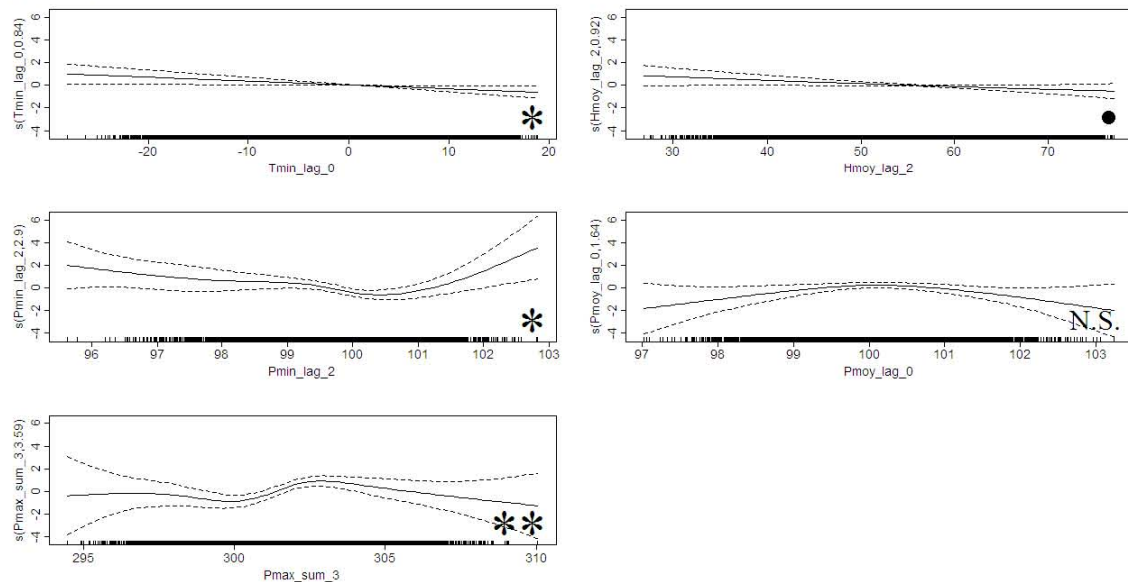 s(Tmin_lag_0,0.84)
6
4
2
0
-2
-4
*
-20 -10 0 10 20
Tmin_lag_0
s(Hmoy_lag_2,0.92)
6
4
2
0
-2
-4
•
30 40 50 60 70
Hmoy_lag_2
s(Pmin_lag_2,2.9)
6
4
2
0
-2
-4
*
96 97 98 99 100 101 102 103
Pmin_lag_2
s(Pmoy_lag_0,1.64)
6
4
2
0
-2
-4
N.S.
97 98 99 100 101 102 103
Pmoy_lag_0
s(Pmax_sum_3,3.59)
6
4
2
0
-2
-4
**
295 300 305 310
Pmax_sum_3